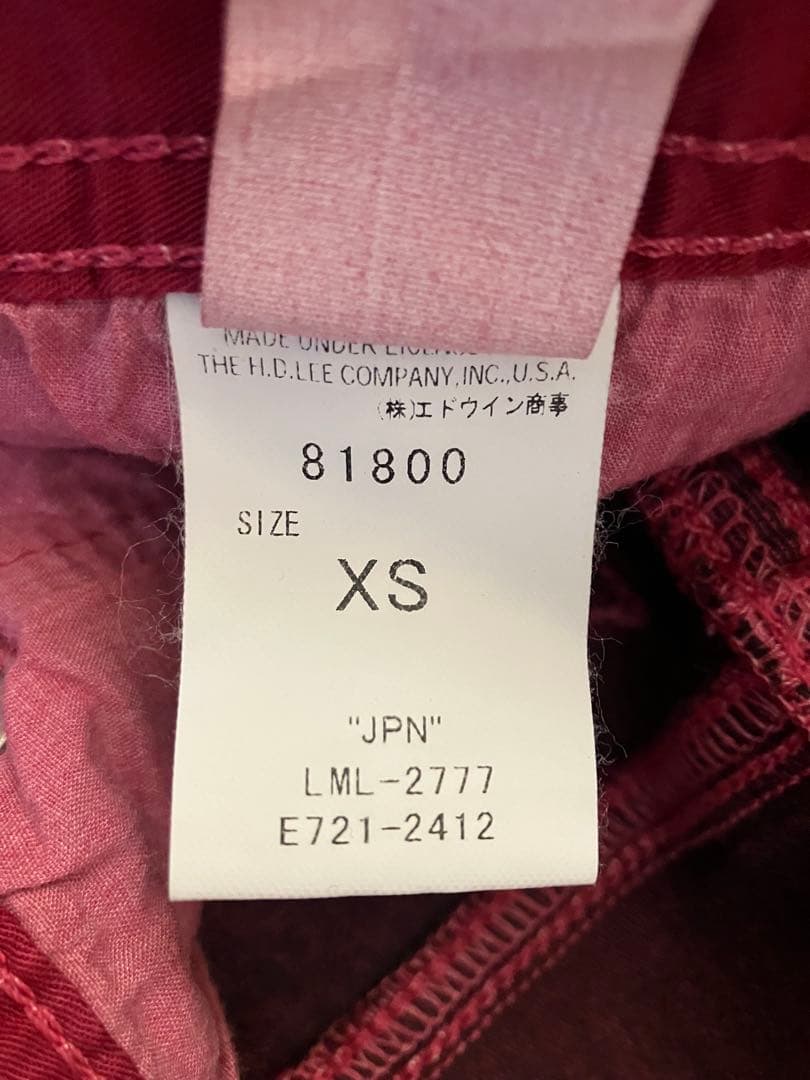 MADE UNDER
THE H.D.LEE COMPANY,INC.,U.S.A.
(株)エドウイン商事
81800
SIZE
XS
"JPN"
LML-2777
E721-2412